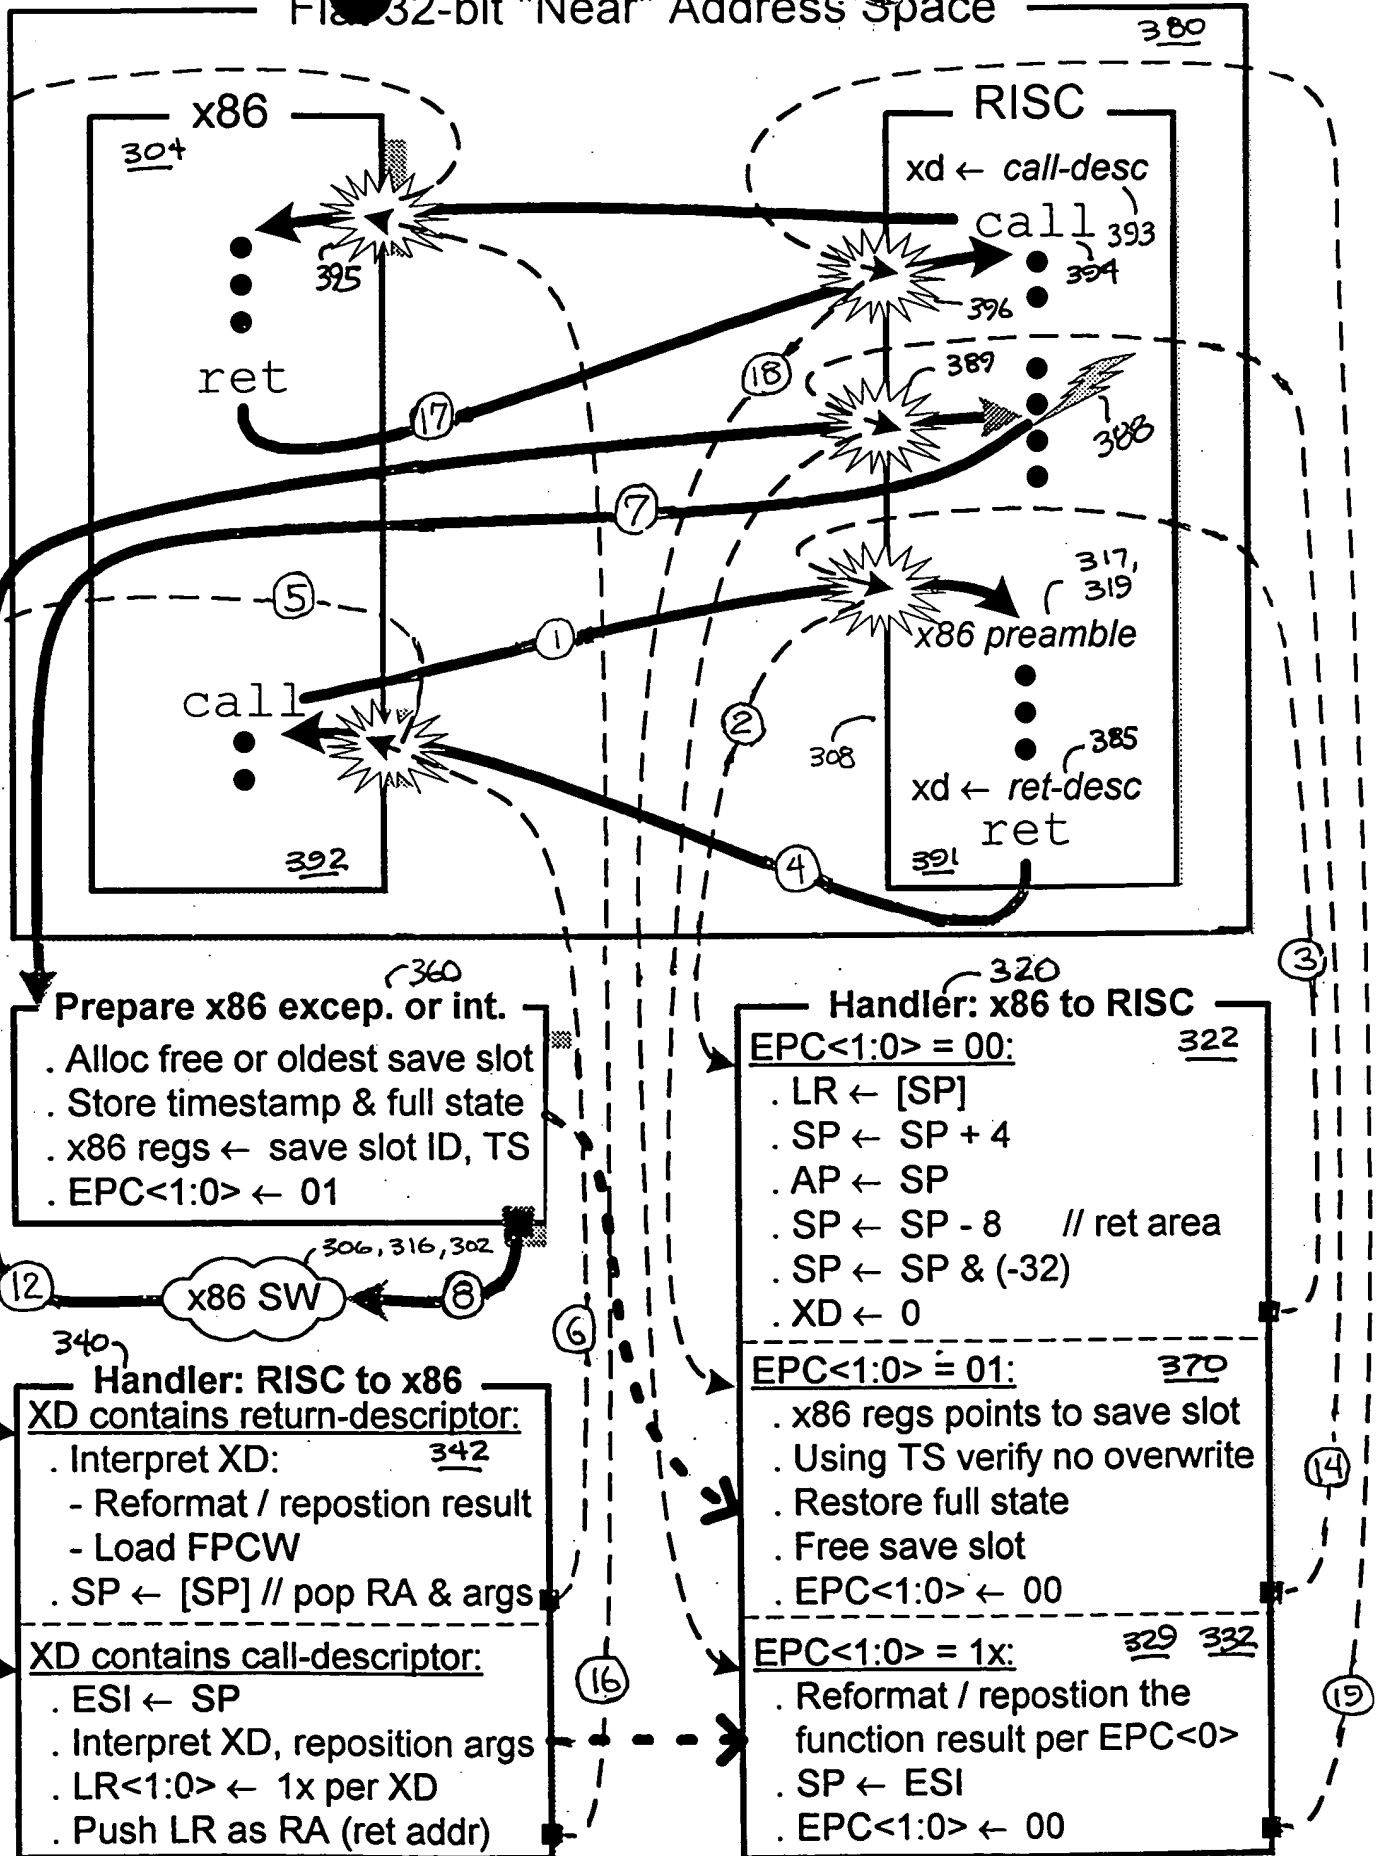 32-bit "Near" Address Space
380
x86
304
395
ret
17
5
call
392
RISC
xd ← call-desc
call 393
394
396
18
389
388
7
1
317,
319
x86 preamble
2
308
385
xd ← ret-desc
ret
391
4
3
360
Prepare x86 excep. or int.
. Alloc free or oldest save slot
. Store timestamp & full state
. x86 regs ← save slot ID, TS
. EPC<1:0> ← 01
306, 316, 302
12
x86 SW
8
6
340
Handler: RISC to x86
XD contains return-descriptor:
. Interpret XD: 342
- Reformat / repostion result
- Load FPCW
. SP ← [SP] // pop RA & args
XD contains call-descriptor:
. ESI ← SP
. Interpret XD, reposition args
. LR<1:0> ← 1x per XD
. Push LR as RA (ret addr)
16
320
Handler: x86 to RISC
EPC<1:0> = 00: 322
. LR ← [SP]
. SP ← SP + 4
. AP ← SP
. SP ← SP - 8 // ret area
. SP ← SP & (-32)
. XD ← 0
EPC<1:0> = 01: 370
. x86 regs points to save slot
. Using TS verify no overwrite
. Restore full state
. Free save slot
. EPC<1:0> ← 00
14
EPC<1:0> = 1x: 329 332
. Reformat / repostion the
function result per EPC<0>
. SP ← ESI
. EPC<1:0> ← 00